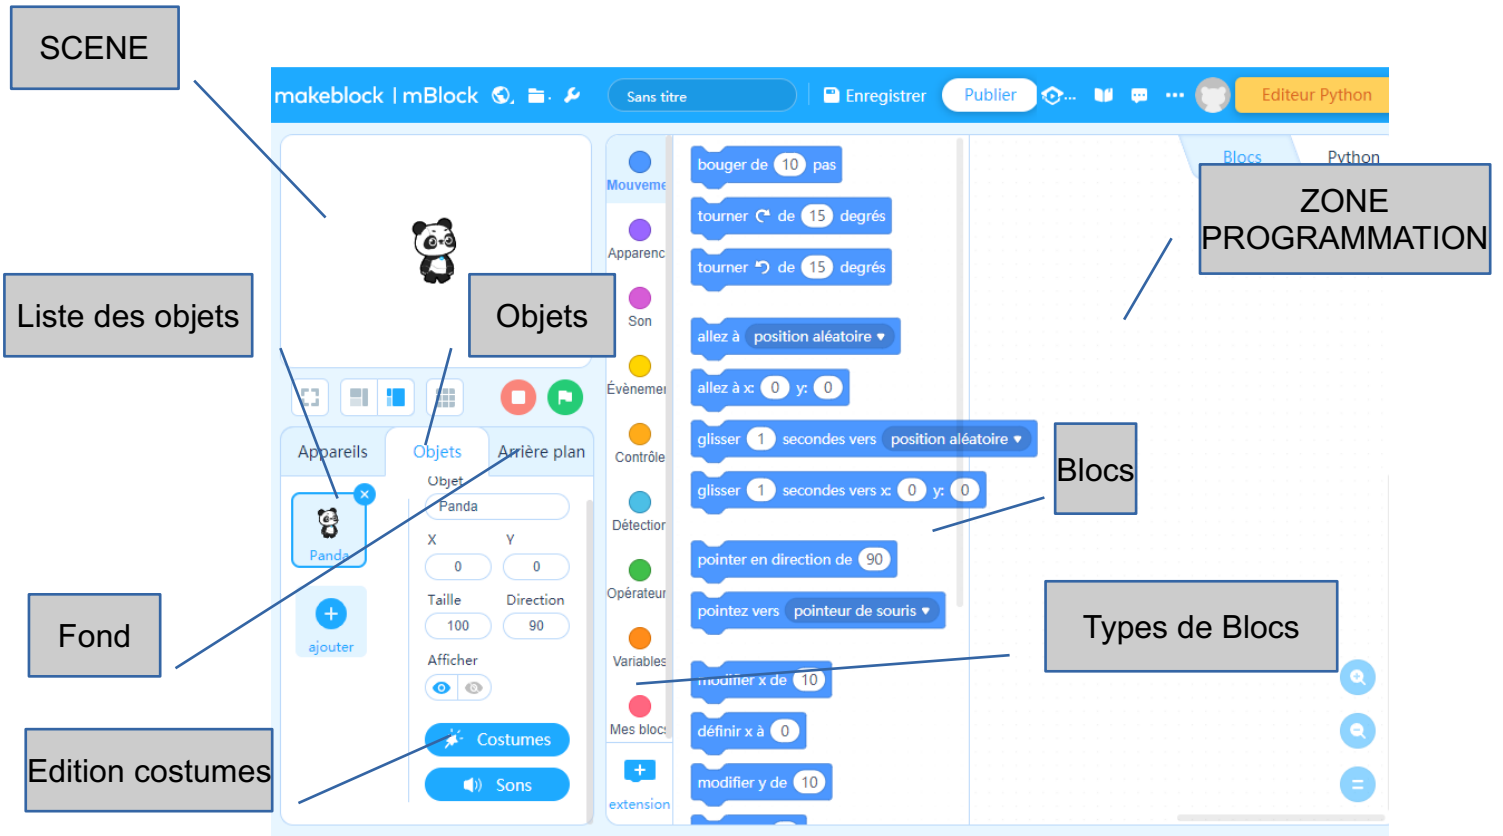 SCENE
makeblock | mBlock
Sans titre
Enregistrer
Publier
Editeur Python
Blocs
Python
ZONE
PROGRAMMATION
Liste des objets
Objets
Mouveme
Apparenc
Son
Évènemer
Contrôle
Détection
Opérateur
Variables
Mes blocs
extension
bouger de 10 pas
tourner de 15 degrés
tourner de 15 degrés
allez à position aléatoire
allez à x: 0 y: 0
glisser 1 secondes vers position aléatoire
glisser 1 secondes vers x: 0 y: 0
pointer en direction de 90
pointez vers pointeur de souris
modifier x de 10
définir x à 0
modifier y de 10
Blocs
Types de Blocs
Appareils
Objets
Arrière plan
Panda
ajouter
Objet
Panda
X Y
0 0
Taille Direction
100 90
Afficher
Costumes
Sons
Fond
Edition costumes